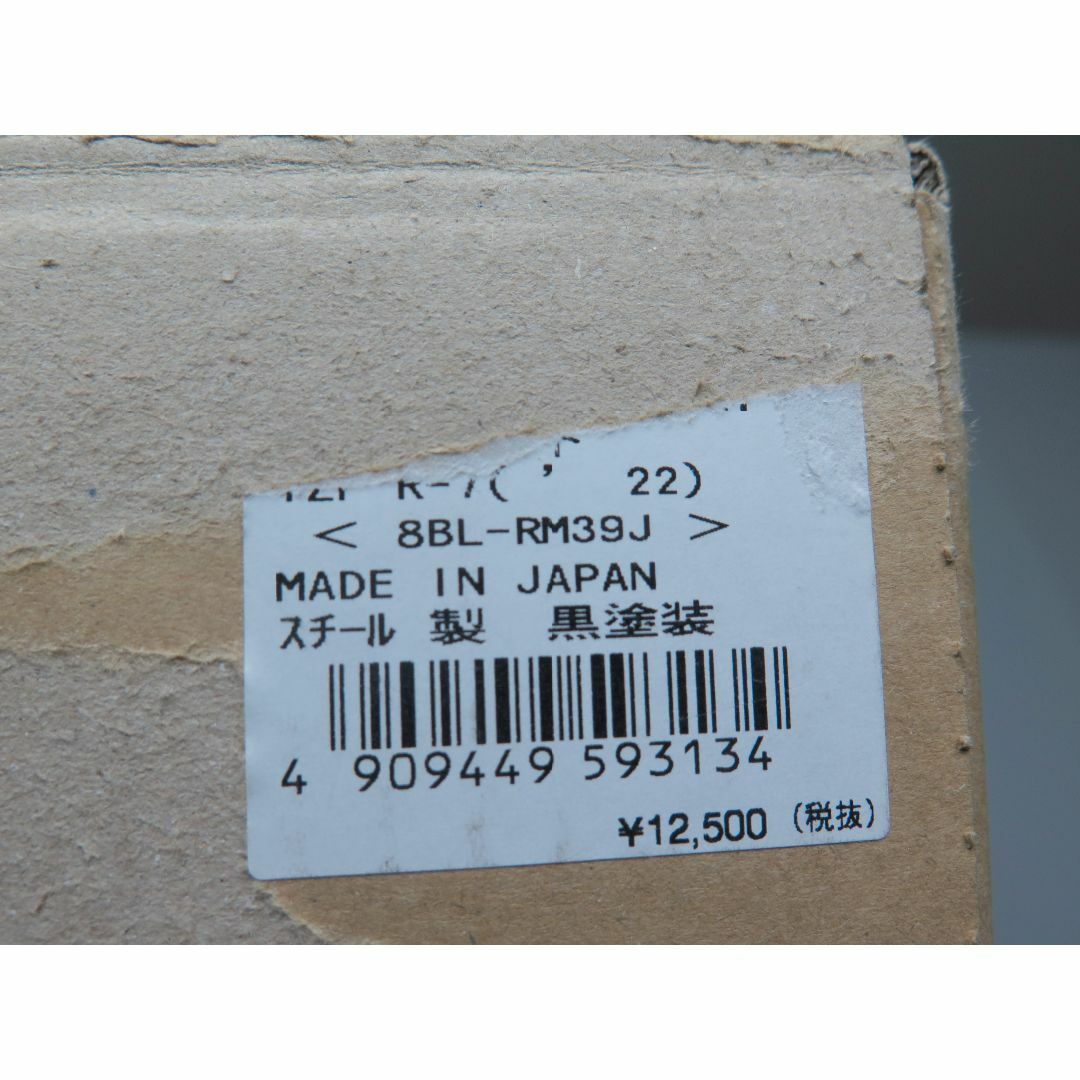 R-7(' 22)
< 8BL-RM39J >
MADE IN JAPAN
スチール 製 黒塗装
4 909449 593134
¥12,500 (税抜)